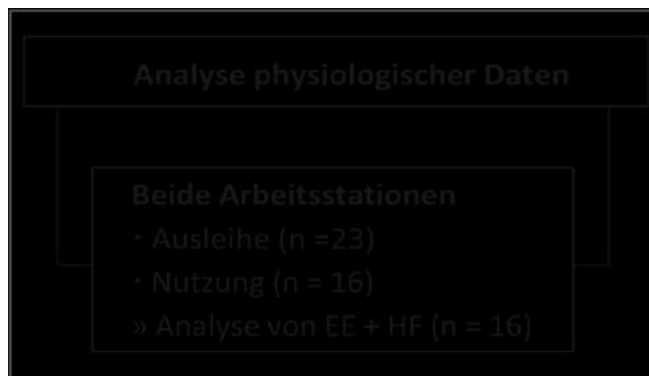 Analyse physiologischer Daten
Beide Arbeitsstationen
· Ausleihe (n =23)
· Nutzung (n = 16)
» Analyse von EE + HF (n = 16)